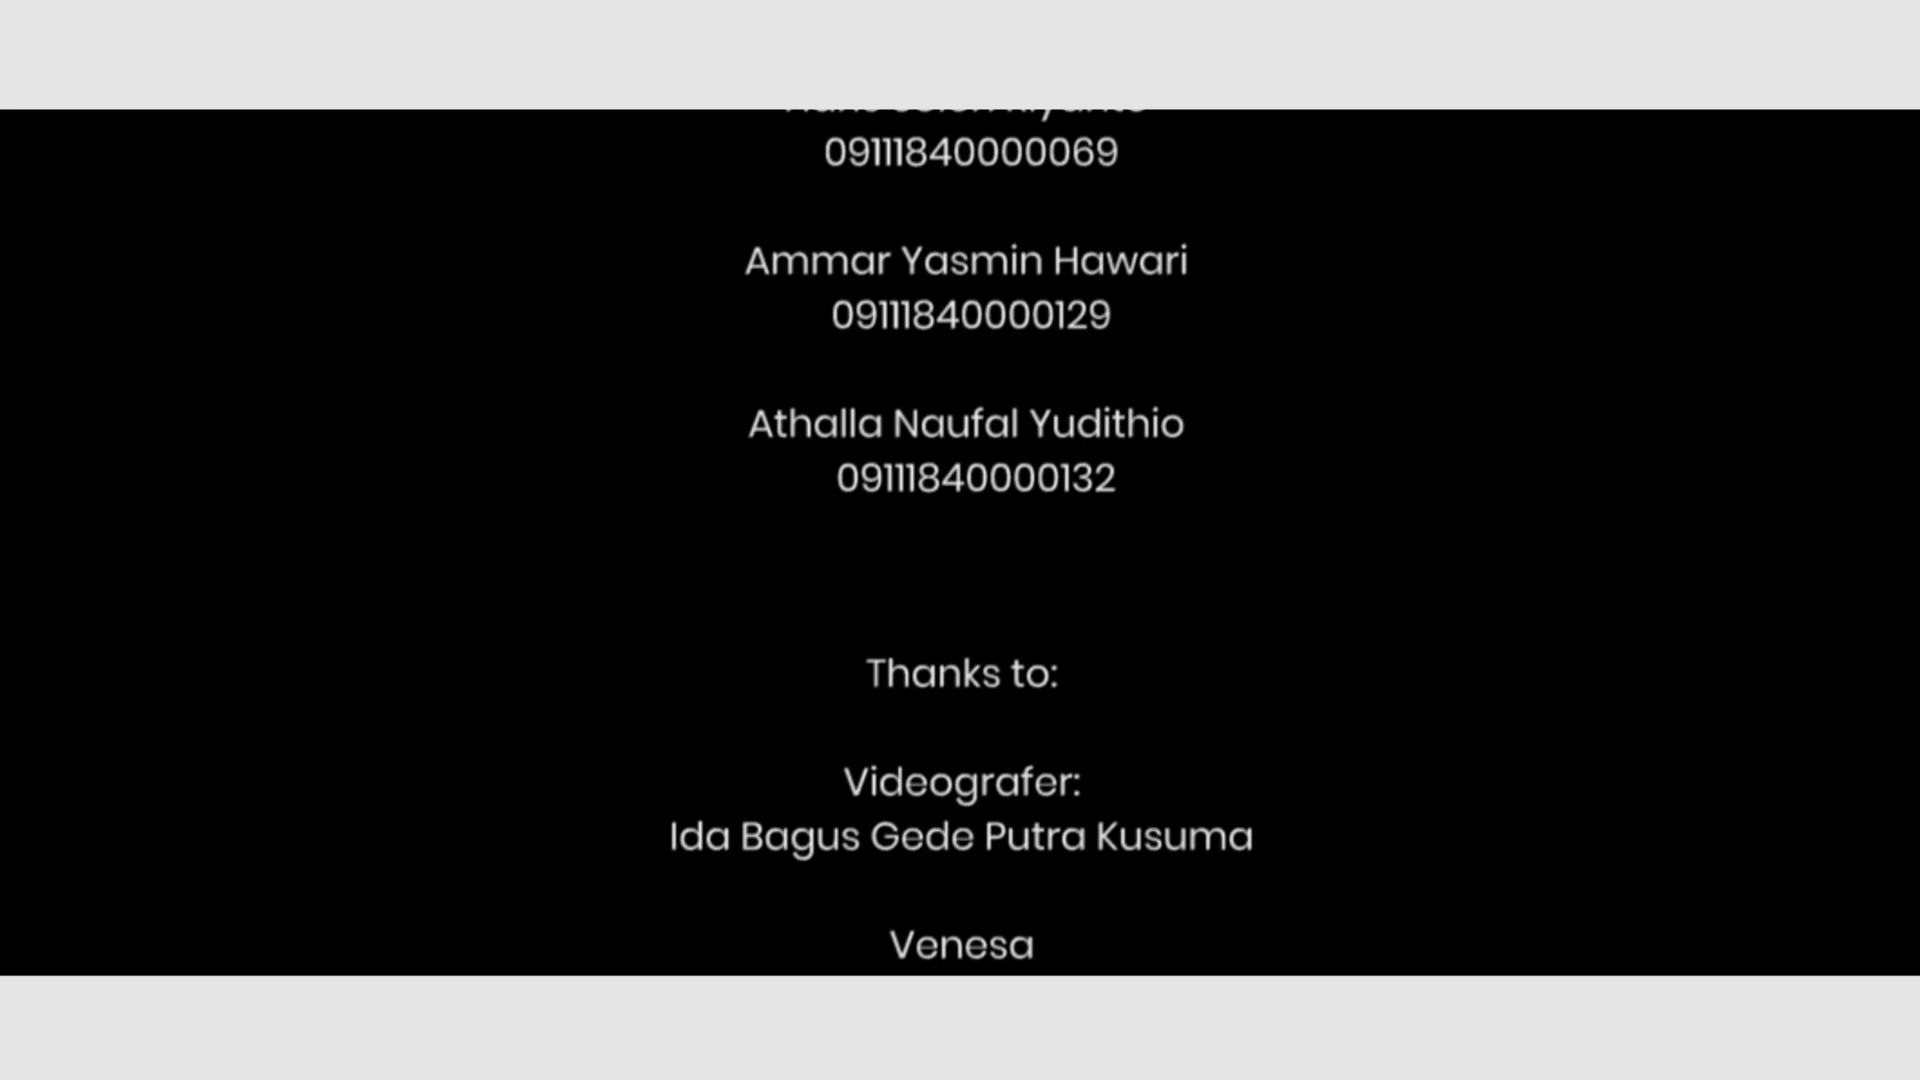 09111840000069
Ammar Yasmin Hawari
09111840000129
Athalla Naufal Yudithio
09111840000132
Thanks to:
Videografer:
Ida Bagus Gede Putra Kusuma
Venesa